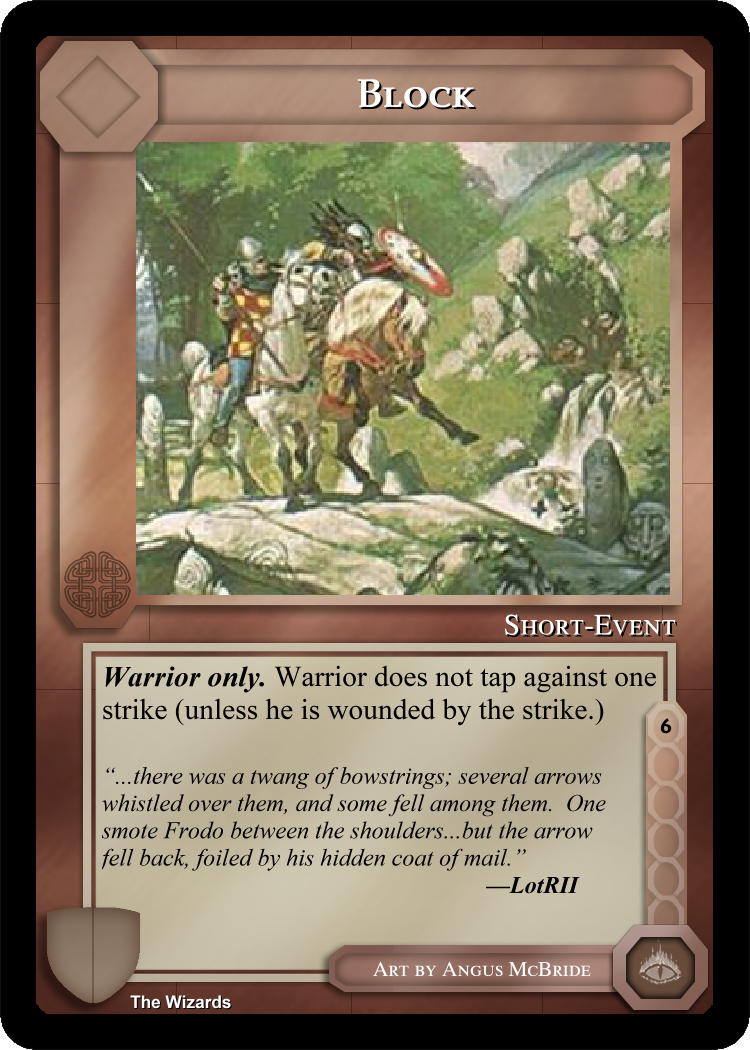 Block
Short-Event
Warrior only. Warrior does not tap against one
strike (unless he is wounded by the strike.)
6
“...there was a twang of bowstrings; several arrows
whistled over them, and some fell among them.  One
smote Frodo between the shoulders...but the arrow
fell back, foiled by his hidden coat of mail.”
—LotRII
Art by Angus McBride
The Wizards